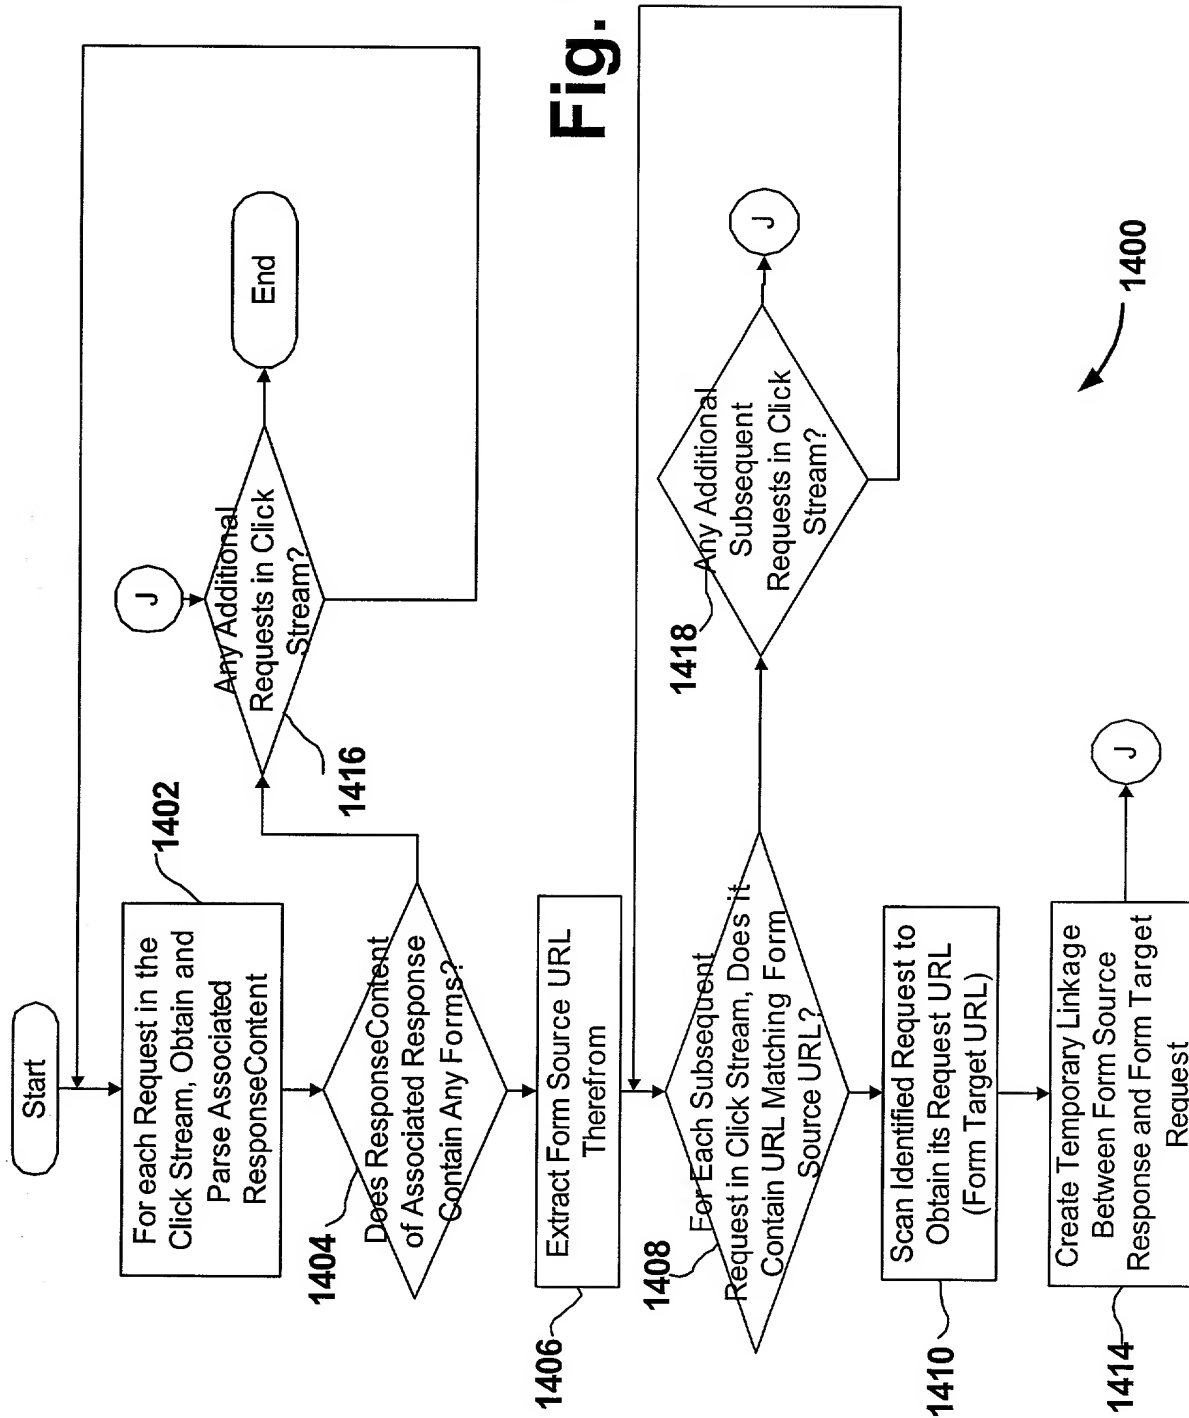 Start
For each Request in the
Click Stream, Obtain and
Parse Associated
ResponseContent
1402
Does ResponseContent
of Associated Response
Contain Any Forms?
1404
J
Any Additional
Requests in Click
Stream?
1416
End
Extract Form Source URL
Therefrom
1406
For Each Subsequent
Request in Click Stream, Does it
Contain URL Matching Form
Source URL?
1408
Any Additional
Subsequent
Requests in Click
Stream?
1418
J
Scan Identified Request to
Obtain its Request URL
(Form Target URL)
1410
Create Temporary Linkage
Between Form Source
Response and Form Target
Request
1414
J
1400
Fig.